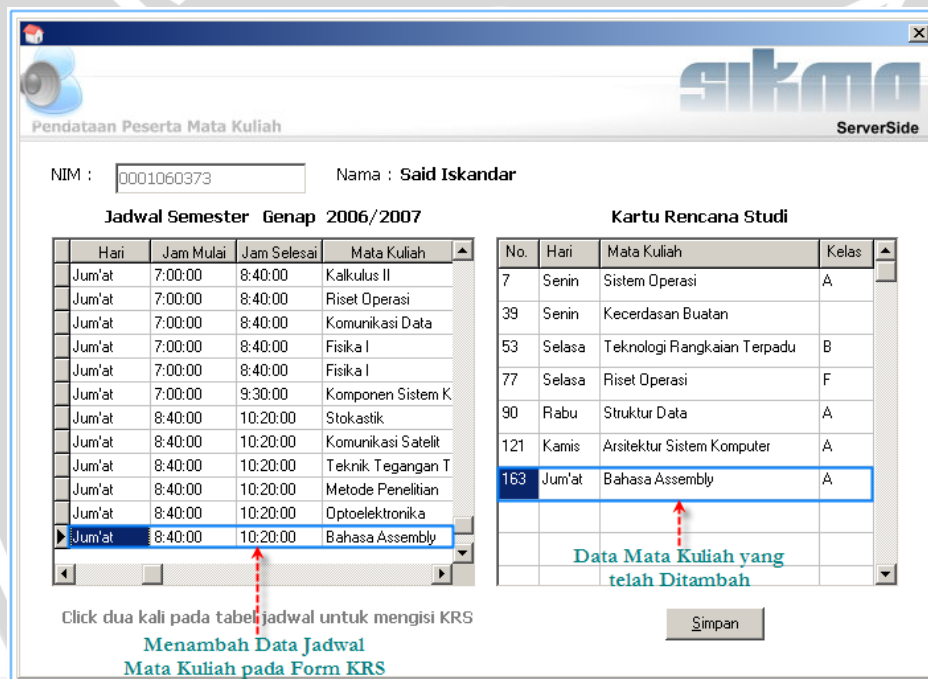 sikma
Pendataan Peserta Mata Kuliah
ServerSide
NIM : 0001060373 Nama : Said Iskandar
Jadwal Semester Genap 2006/2007
Hari Jam Mulai Jam Selesai Mata Kuliah
Jum'at 7:00:00 8:40:00 Kalkulus II
Jum'at 7:00:00 8:40:00 Riset Operasi
Jum'at 7:00:00 8:40:00 Komunikasi Data
Jum'at 7:00:00 8:40:00 Fisika I
Jum'at 7:00:00 8:40:00 Fisika I
Jum'at 7:00:00 9:30:00 Komponen Sistem K
Jum'at 8:40:00 10:20:00 Stokastik
Jum'at 8:40:00 10:20:00 Komunikasi Satelit
Jum'at 8:40:00 10:20:00 Teknik Tegangan T
Jum'at 8:40:00 10:20:00 Metode Penelitian
Jum'at 8:40:00 10:20:00 Optoelektronika
Jum'at 8:40:00 10:20:00 Bahasa Assembly
Click dua kali pada tabel jadwal untuk mengisi KRS
Menambah Data Jadwal
Mata Kuliah pada Form KRS
Kartu Rencana Studi
No. Hari Mata Kuliah Kelas
7 Senin Sistem Operasi A
39 Senin Kecerdasan Buatan
53 Selasa Teknologi Rangkaian Terpadu B
77 Selasa Riset Operasi F
90 Rabu Struktur Data A
121 Kamis Arsitektur Sistem Komputer A
163 Jum'at Bahasa Assembly A
Data Mata Kuliah yang
telah Ditambah
Simpan